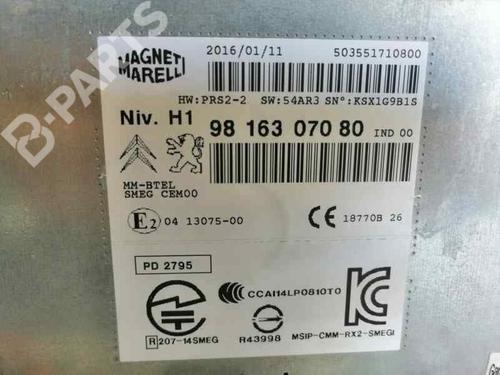 MAGNETI
MARELLI
2016/01/11
503551710800
HW:PRS2-2 SW:54AR3 SN°:KSX1G9B1S
Niv. H1 98 163 070 80 IND 00
MM-BTEL
SMEG CEM00
E2 04 13075-00
CE 18770B 26
PD 2795
CCAI14LP0810T0
R 207-14SMEG
R43998
MSIP-CMM-RX2-SMEGI